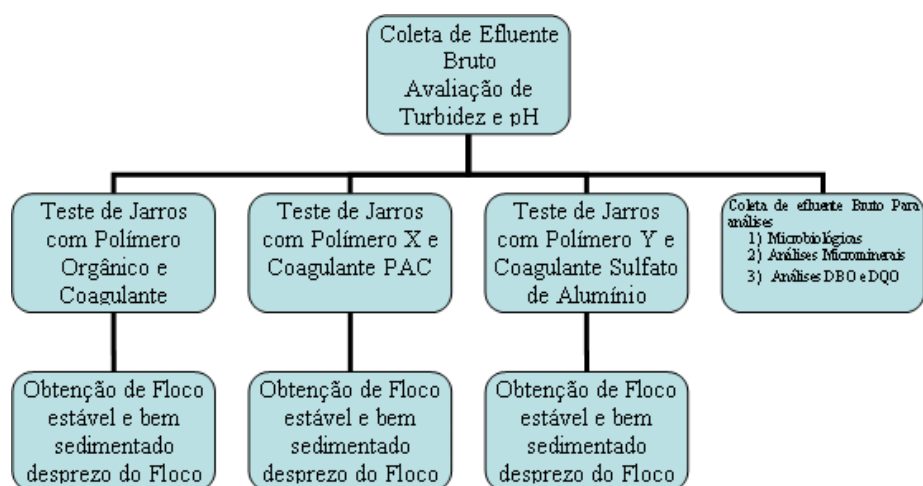 Coleta de Efluente
Bruto
Avaliação de
Turbidez e pH
Teste de Jarros
com Polímero
Orgânico e
Coagulante
Teste de Jarros
com Polímero X e
Coagulante PAC
Teste de Jarros
com Polímero Y e
Coagulante Sulfato
de Alumínio
Coleta de efluente Bruto Para
análises
1) Microbiológicas
2) Análises Microminerais
3) Análises DBO e DQO
Obtenção de Floco
estável e bem
sedimentado
desprezo do Floco
Obtenção de Floco
estável e bem
sedimentado
desprezo do Floco
Obtenção de Floco
estável e bem
sedimentado
desprezo do Floco